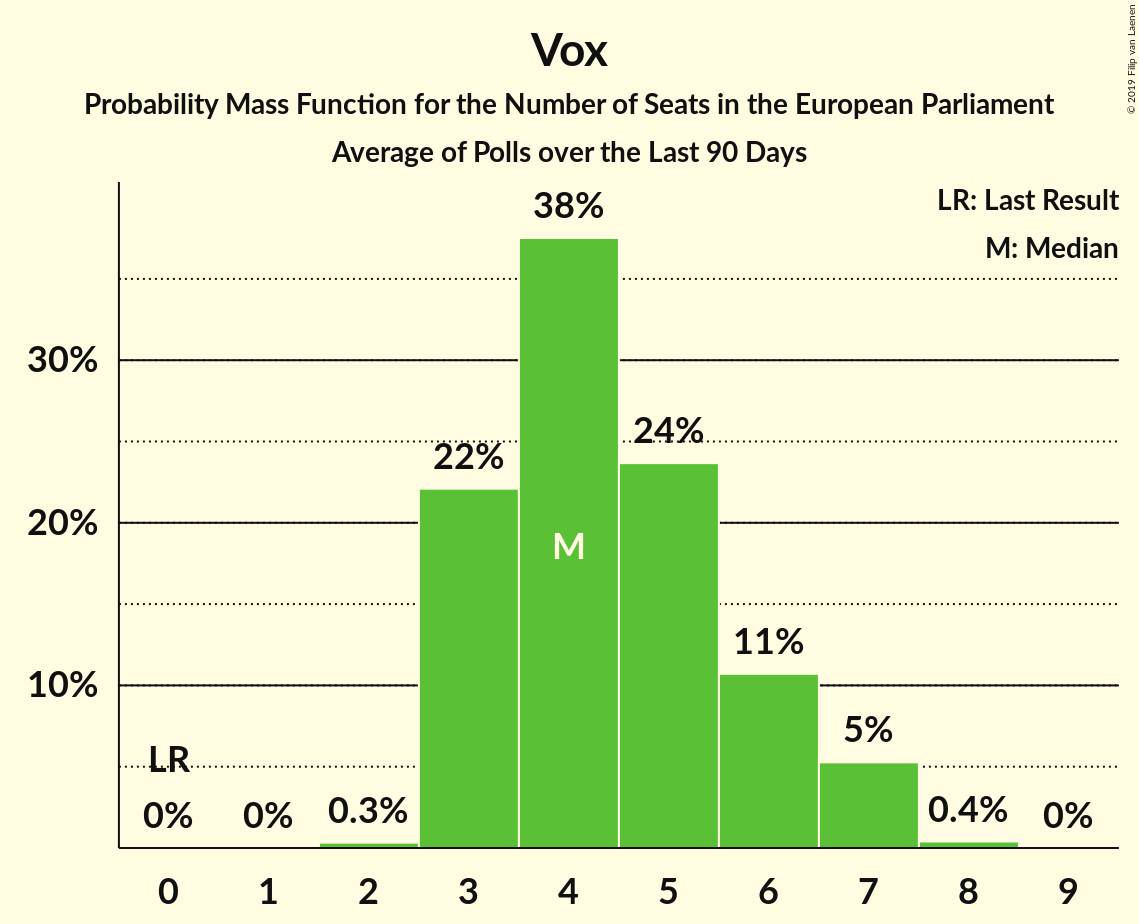 Vox
Probability Mass Function for the Number of Seats in the European Parliament
Average of Polls over the Last 90 Days
© 2019 Filip van Laenen
LR: Last Result
M: Median
38%
30%
24%
22%
20%
M
11%
10%
5%
LR
0%
0%
0.3%
0.4%
0%
0 1 2 3 4 5 6 7 8 9